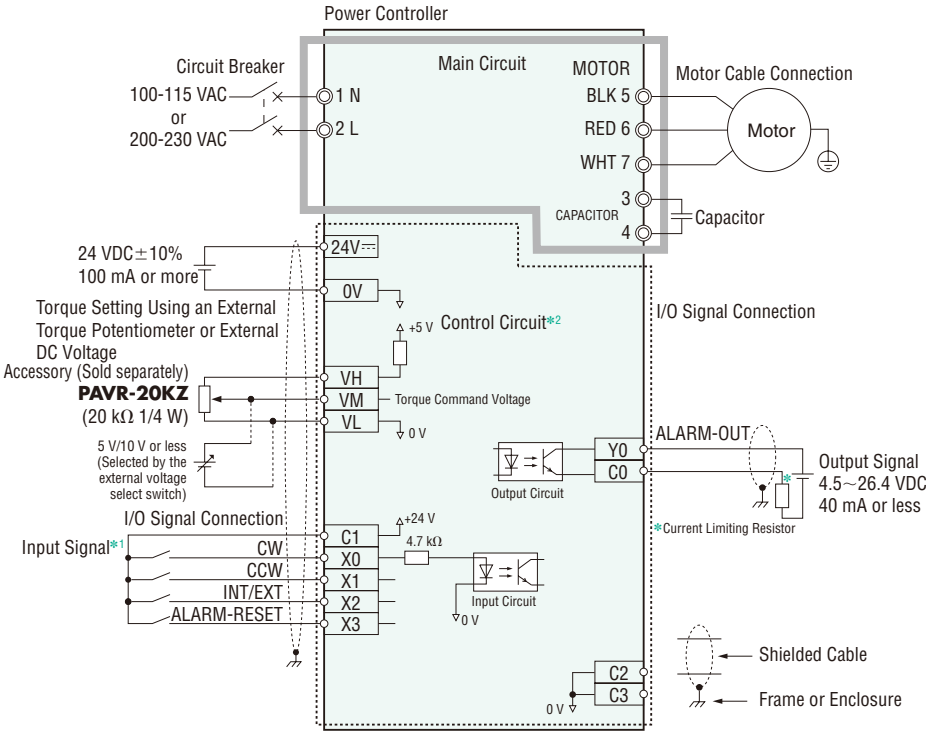 Power Controller
Main Circuit
Circuit Breaker
100-115 VAC
or
200-230 VAC
1 N
2 L
MOTOR
BLK 5
RED 6
WHT 7
3
CAPACITOR
4
Motor Cable Connection
Motor
Capacitor
24 VDC±10%
100 mA or more
24V⎓
0V
Torque Setting Using an External
Torque Potentiometer or External
DC Voltage
Accessory (Sold separately)
PAVR-20KZ
(20 kΩ 1/4 W)
+5 V
Control Circuit*2
I/O Signal Connection
VH
VM
Torque Command Voltage
VL
0 V
5 V/10 V or less
(Selected by the
external voltage
select switch)
Output Circuit
Y0
C0
ALARM-OUT
Output Signal
4.5~26.4 VDC
40 mA or less
*
*Current Limiting Resistor
I/O Signal Connection
Input Signal*1
CW
CCW
INT/EXT
ALARM-RESET
C1
X0
X1
X2
X3
+24 V
4.7 kΩ
Input Circuit
0 V
C2
C3
0 V
Shielded Cable
Frame or Enclosure